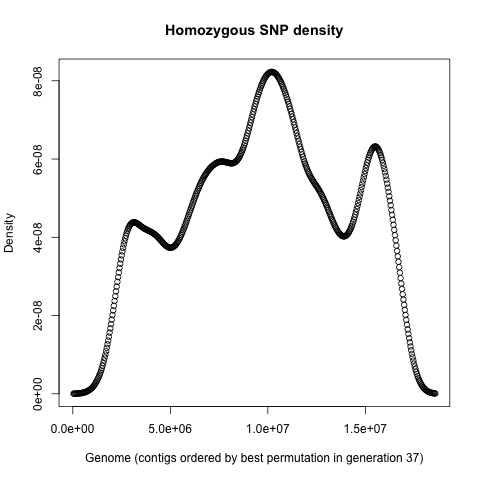 Homozygous SNP density
Density
8e-08
6e-08
4e-08
2e-08
0e+00
0.0e+00 5.0e+06 1.0e+07 1.5e+07
Genome (contigs ordered by best permutation in generation 37)